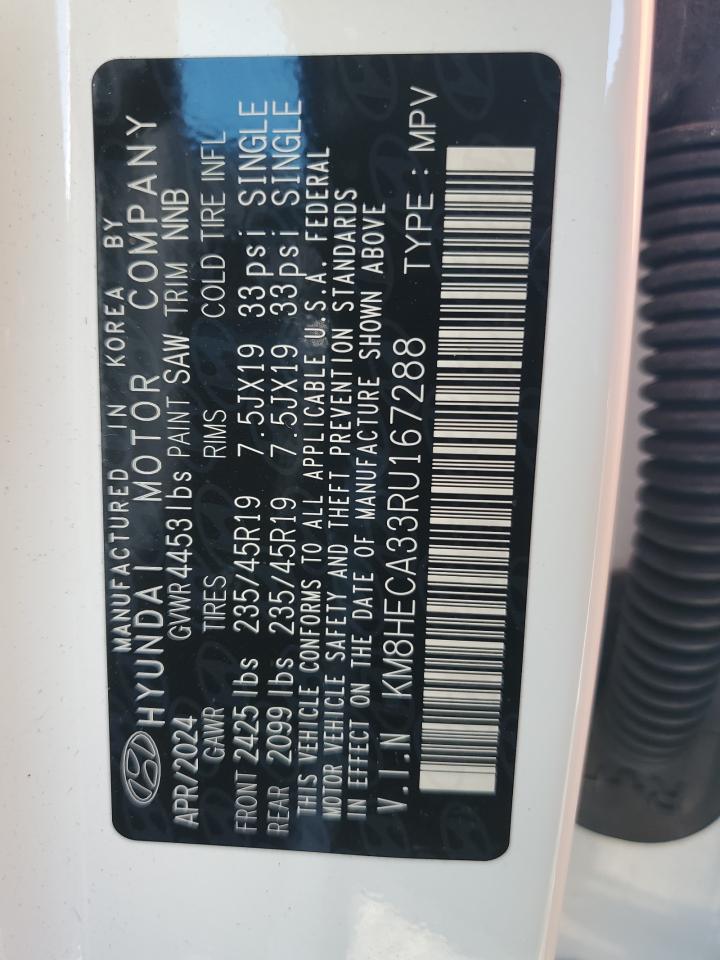 MANUFACTURED IN KOREA BY
HYUNDAI MOTOR COMPANY
APR/2024 GVWR 4453 lbs PAINT SAW TRIM NNB
GAWR TIRES RIMS COLD TIRE INFL
FRONT 2425 lbs 235/45R19 7.5JX19 33psi SINGLE
REAR 2099 lbs 235/45R19 7.5JX19 33psi SINGLE
THIS VEHICLE CONFORMS TO ALL APPLICABLE U.S.A. FEDERAL
MOTOR VEHICLE SAFETY AND THEFT PREVENTION STANDARDS
IN EFFECT ON THE DATE OF MANUFACTURE SHOWN ABOVE
V.I.N KM8HECA33RU167288 TYPE : MPV